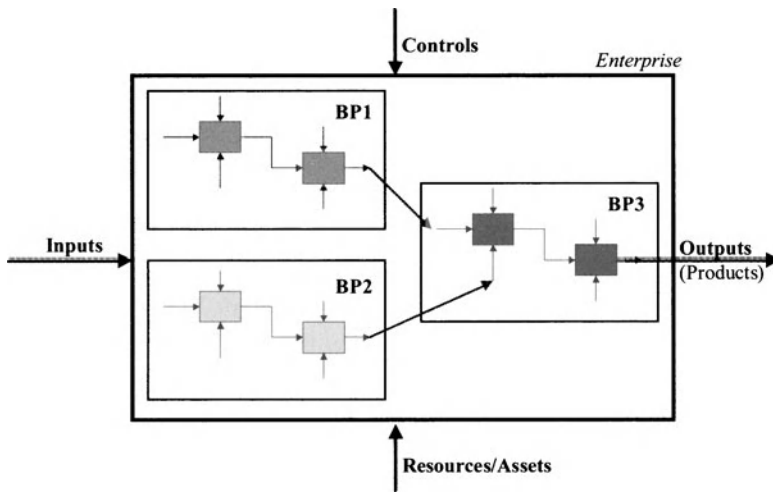 Controls
Enterprise
BP1
BP3
Inputs
Outputs
(Products)
BP2
Resources/Assets